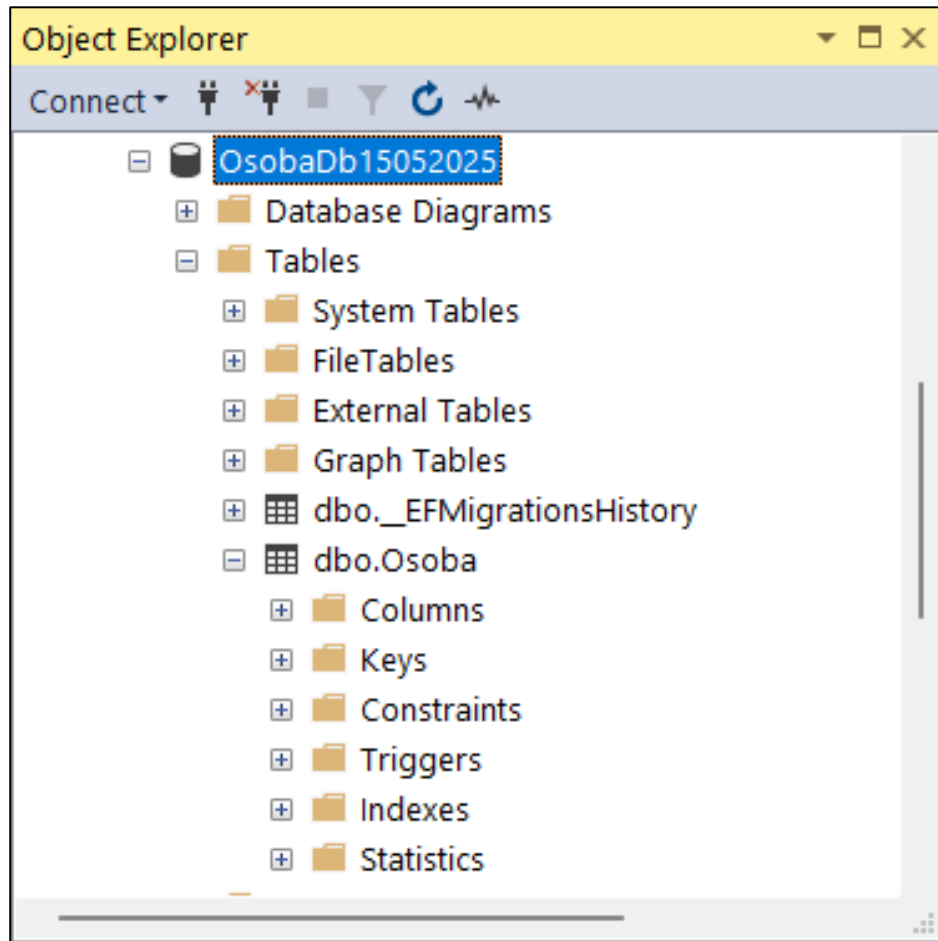 Object Explorer
Connect
OsobaDb15052025
Database Diagrams
Tables
System Tables
FileTables
External Tables
Graph Tables
dbo.__EFMigrationsHistory
dbo.Osoba
Columns
Keys
Constraints
Triggers
Indexes
Statistics